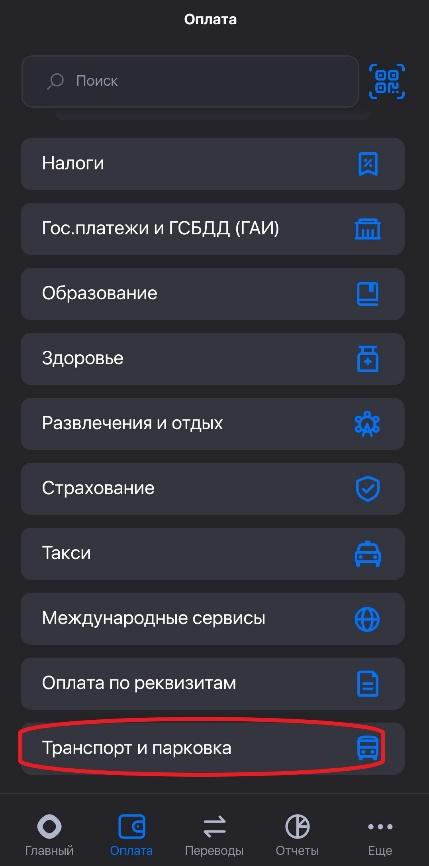 Оплата
Поиск
Налоги
Гос.платежи и ГСБДД (ГАИ)
Образование
Здоровье
Развлечения и отдых
Страхование
Такси
Международные сервисы
Оплата по реквизитам
Транспорт и парковка
Главный Оплата Переводы Отчеты Еще